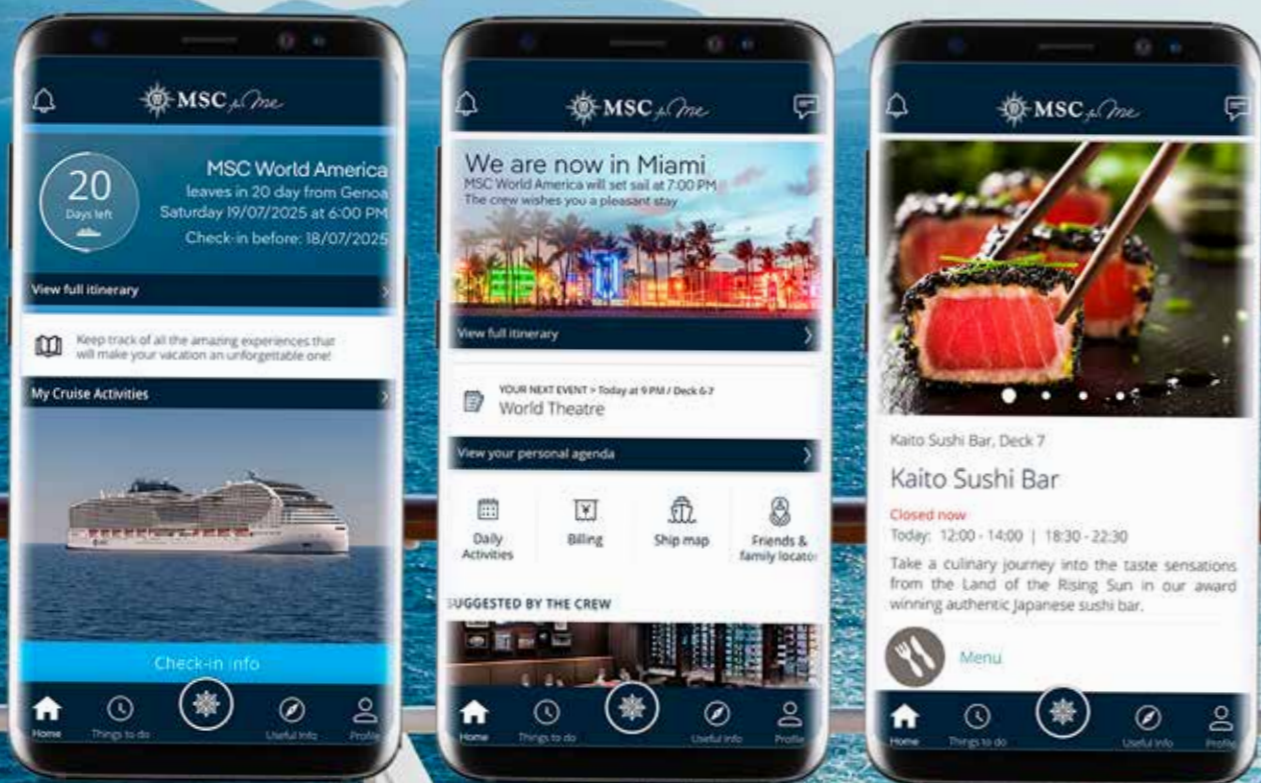 MSC for Me
20
Days left
MSC World America
leaves in 20 day from Genoa
Saturday 19/07/2025 at 6:00 PM
Check-in before: 18/07/2025
View full itinerary
Keep track of all the amazing experiences that
will make your vacation an unforgettable one!
My Cruise Activities
Check-in info
Home
Things to do
Useful Info
Profile
MSC for Me
We are now in Miami
MSC World America will set sail at 7:00 PM
The crew wishes you a pleasant stay
View full itinerary
YOUR NEXT EVENT > Today at 9 PM / Deck 6-7
World Theatre
View your personal agenda
Daily
Activities
Billing
Ship map
Friends &
family locator
SUGGESTED BY THE CREW
Home
Things to do
Useful Info
Profile
MSC for Me
Kaito Sushi Bar, Deck 7
Kaito Sushi Bar
Closed now
Today: 12:00 - 14:00 | 18:30 - 22:30
Take a culinary journey into the taste sensations
from the Land of the Rising Sun in our award
winning authentic Japanese sushi bar.
Menu
Home
Things to do
Useful Info
Profile